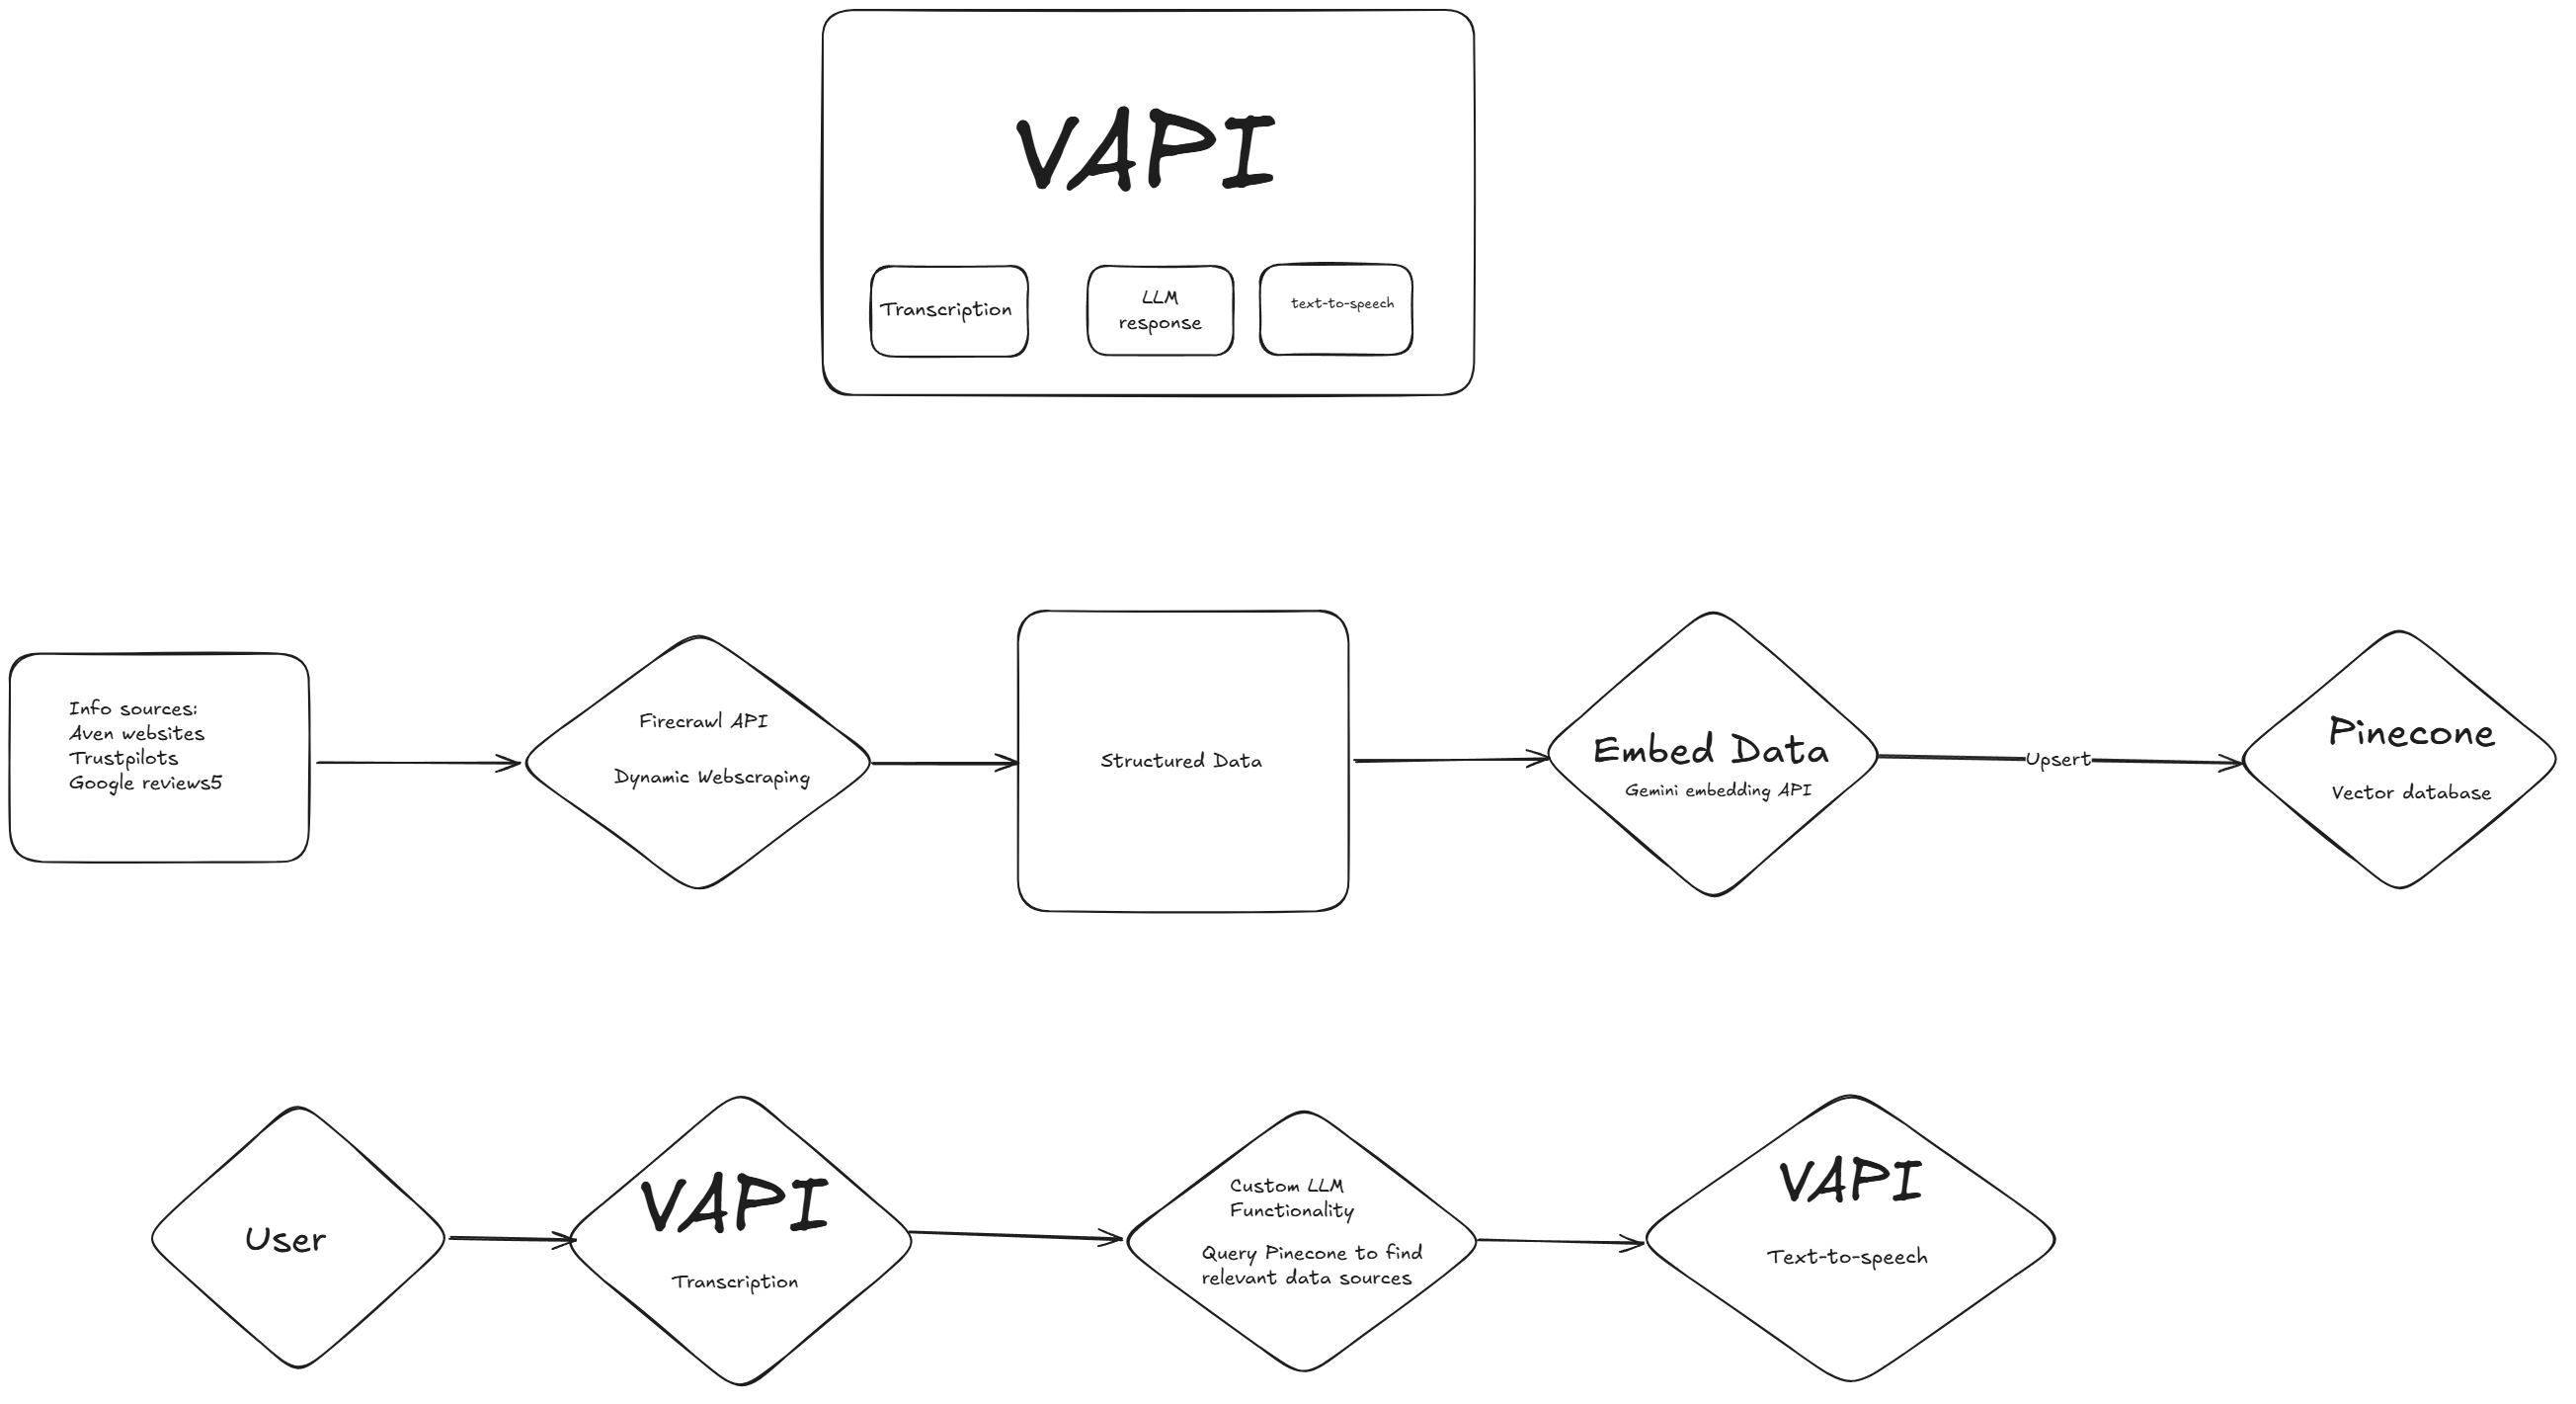 VAPI
Transcription
LLM
response
text-to-speech
Info sources:
Aven websites
Trustpilots
Google reviews5
Firecrawl API
Dynamic Webscraping
Structured Data
Embed Data
Gemini embedding API
Upsert
Pinecone
Vector database
User
VAPI
Transcription
Custom LLM
Functionality
Query Pinecone to find
relevant data sources
VAPI
Text-to-speech